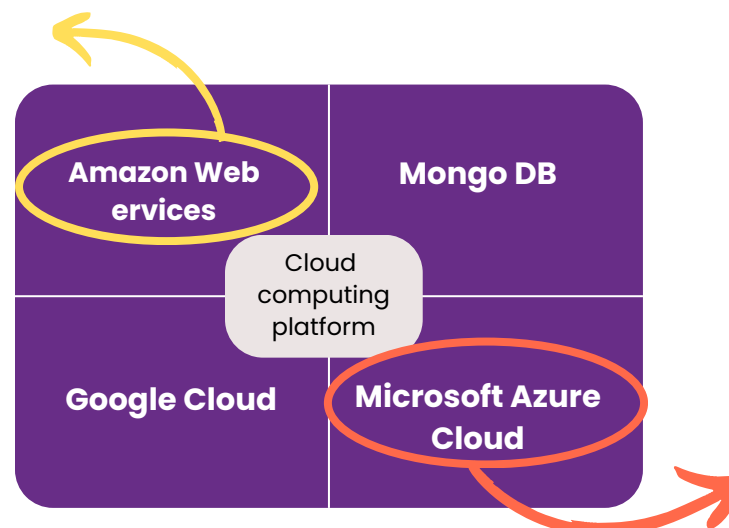 Amazon Web
ervices
Mongo DB
Cloud
computing
platform
Google Cloud
Microsoft Azure
Cloud